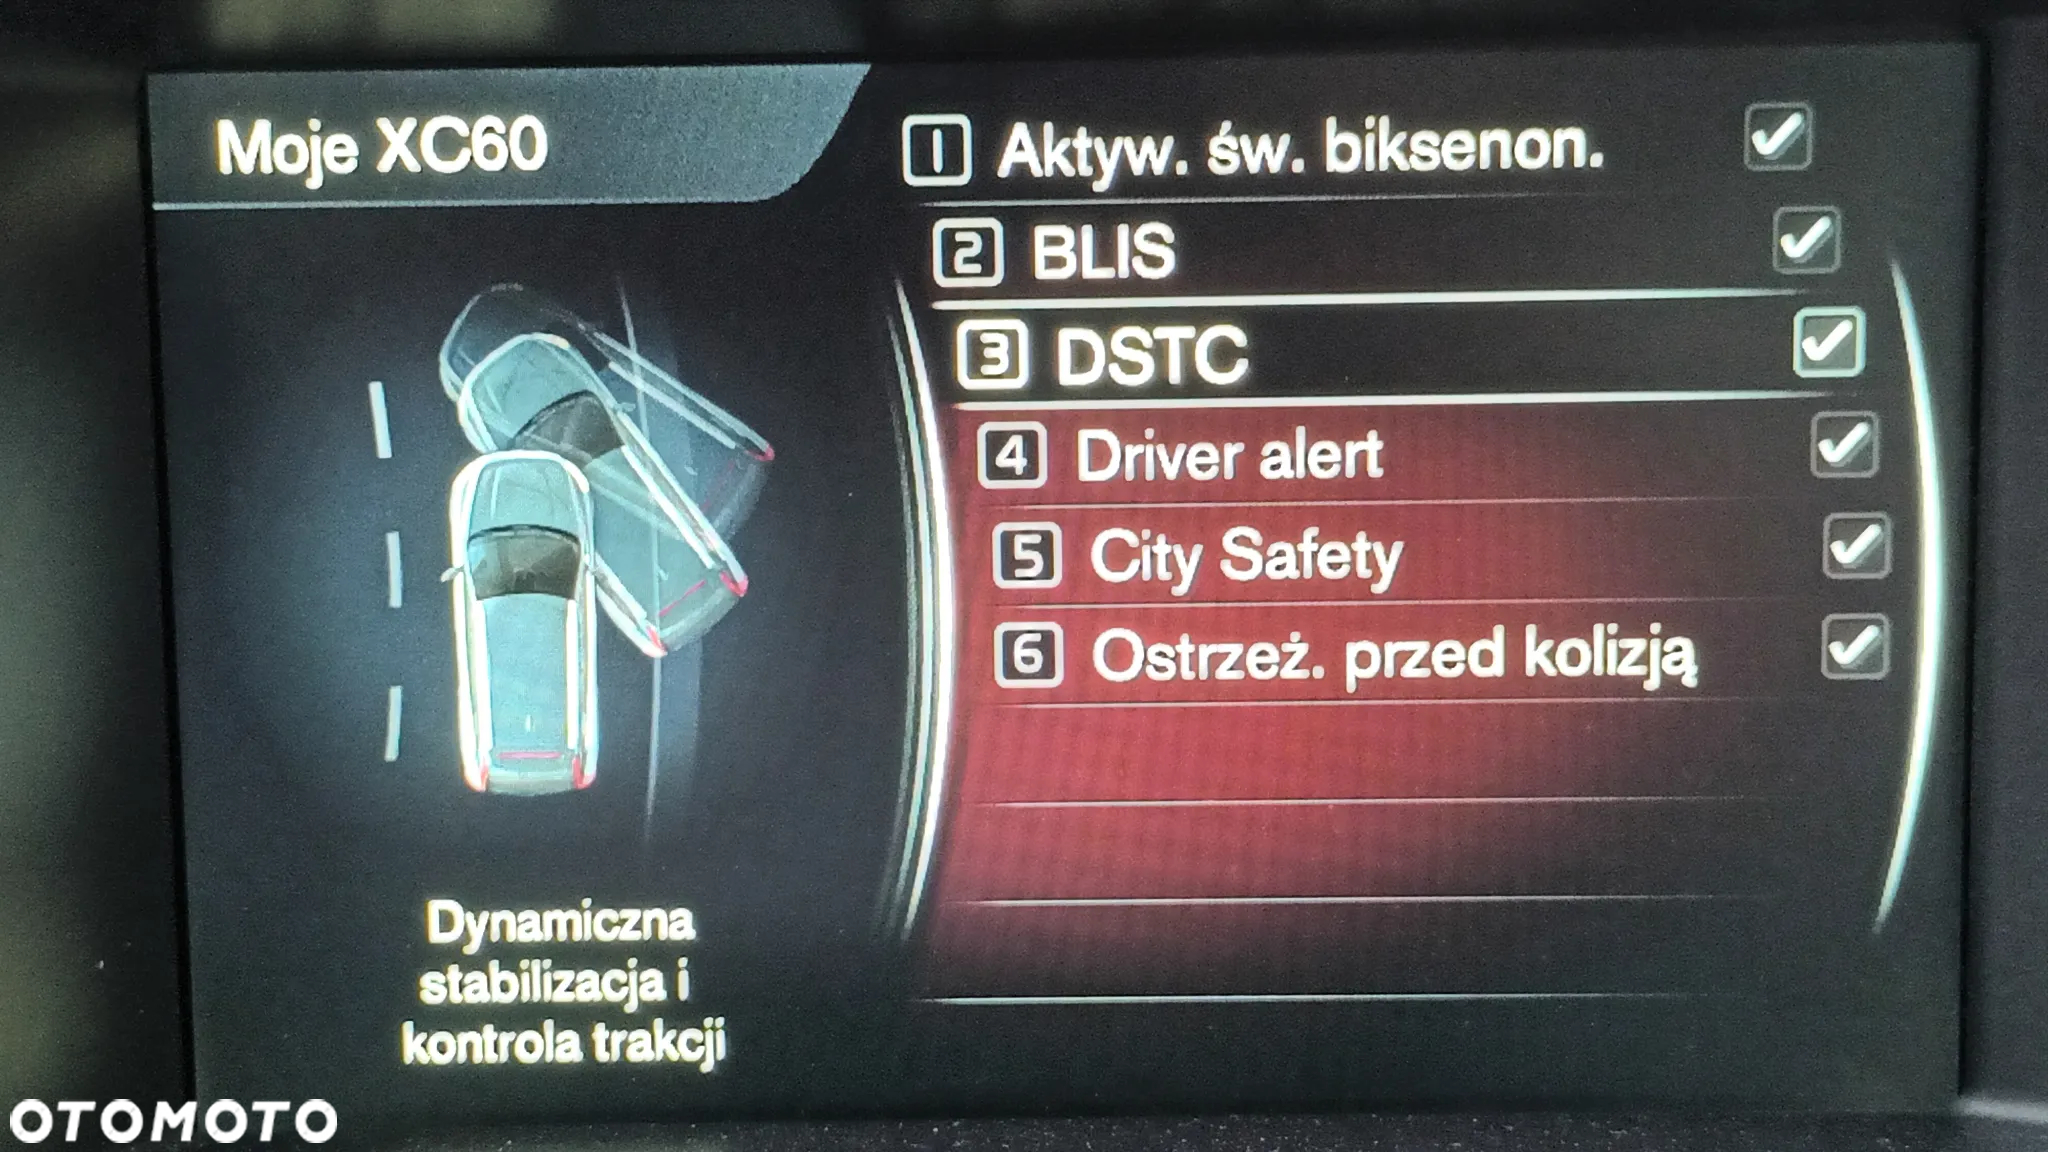 Moje XC60
1 Aktyw. św. biksenon.
2 BLIS
3 DSTC
4 Driver alert
5 City Safety
6 Ostrzeż. przed kolizją
Dynamiczna
stabilizacja i
kontrola trakcji
OTOMOTO